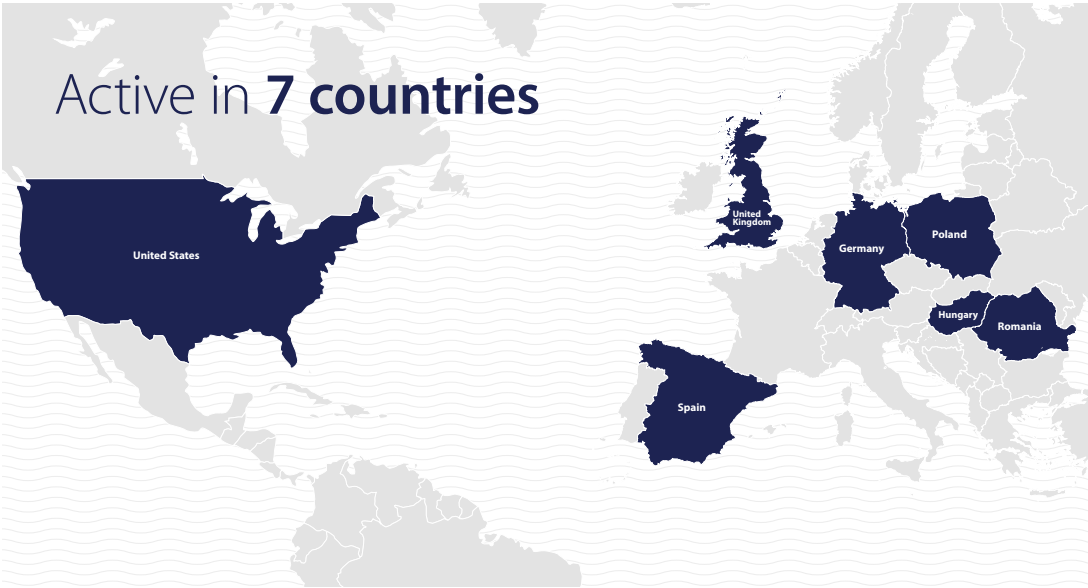 Active in 7 countries
United
Kingdom
Poland
Germany
United States
Hungary
Romania
Spain